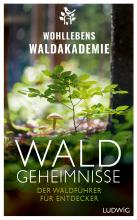 WOHLLEBENS
WALDAKADEMIE
WALD
GEHEIMNISSE
DER WALDFÜHRER
FÜR ENTDECKER
LUDWIG